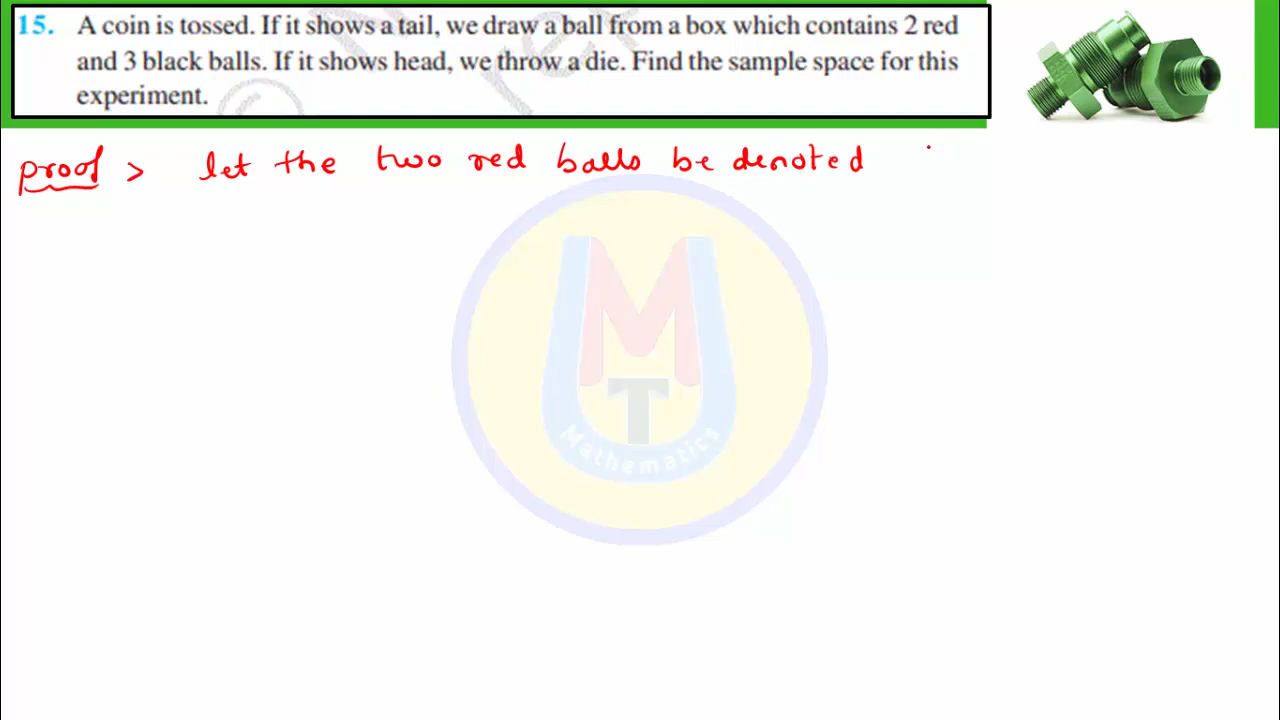 15. A coin is tossed. If it shows a tail, we draw a ball from a box which contains 2 red
and 3 black balls. If it shows head, we throw a die. Find the sample space for this
experiment.
proof > let the two red balls be denoted
U M T
Mathematics